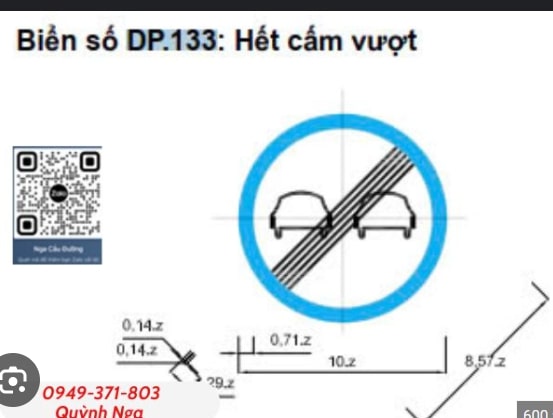 Biển số DP.133: Hết cấm vượt
Zalo
Nga Cầu Đường
0,14.z
0,14.z
0,71.z
10.z
8,57.z
29.z
0949-371-803
Quỳnh Nga
600